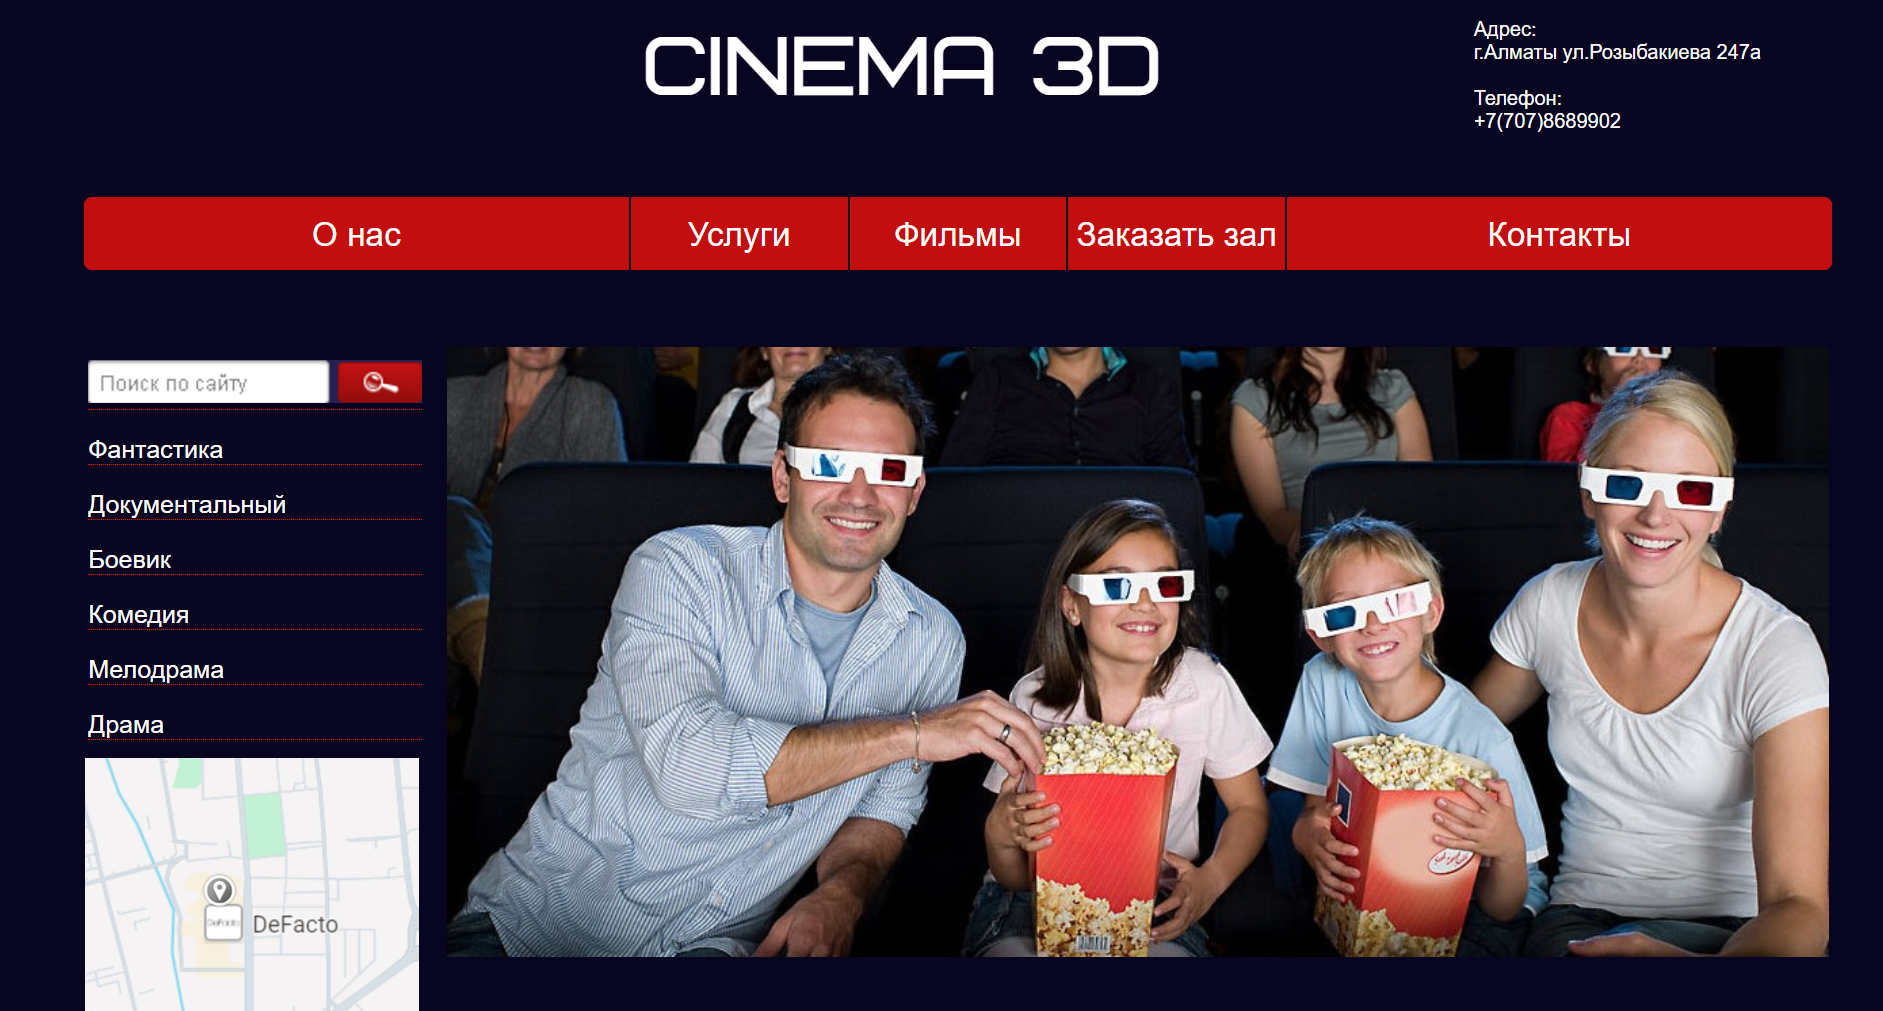 CINEMA 3D
Адрес:
г.Алматы ул.Розыбакиева 247а
Телефон:
+7(707)8689902
О нас
Услуги
Фильмы
Заказать зал
Контакты
Поиск по сайту
Фантастика
Документальный
Боевик
Комедия
Мелодрама
Драма
DeFacto
DeFacto